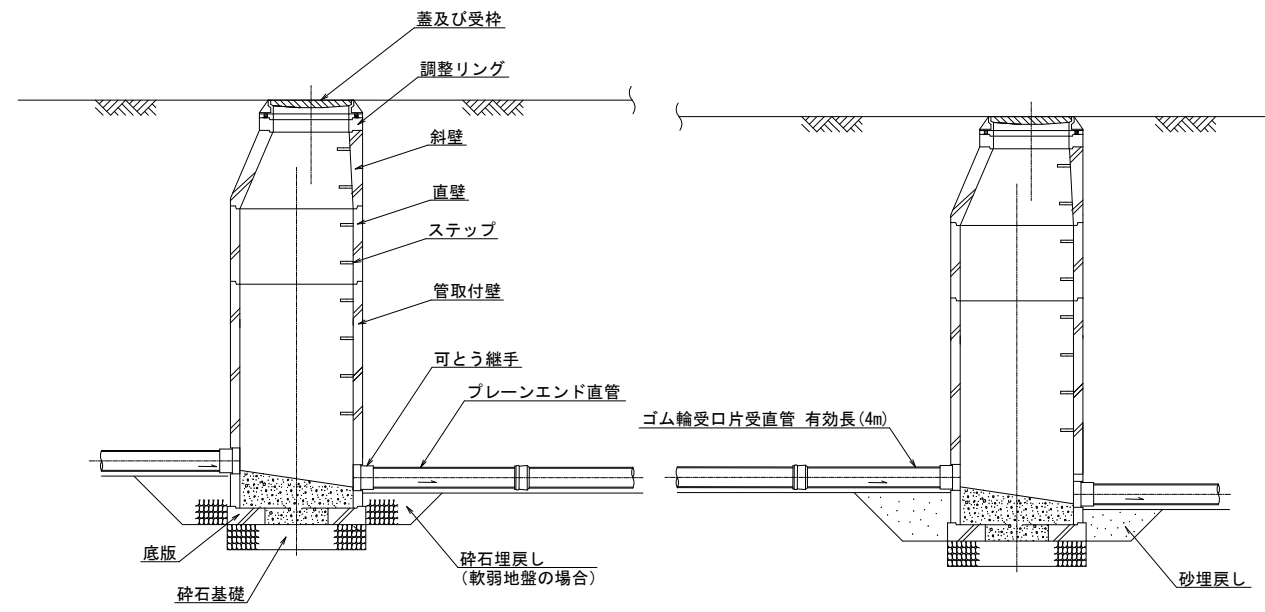 蓋及び受枠
調整リング
斜壁
直壁
ステップ
管取付壁
可とう継手
プレーンエンド直管
ゴム輪受口片受直管 有効長(4m)
底版
砕石基礎
砕石埋戻し
(軟弱地盤の場合)
砂埋戻し